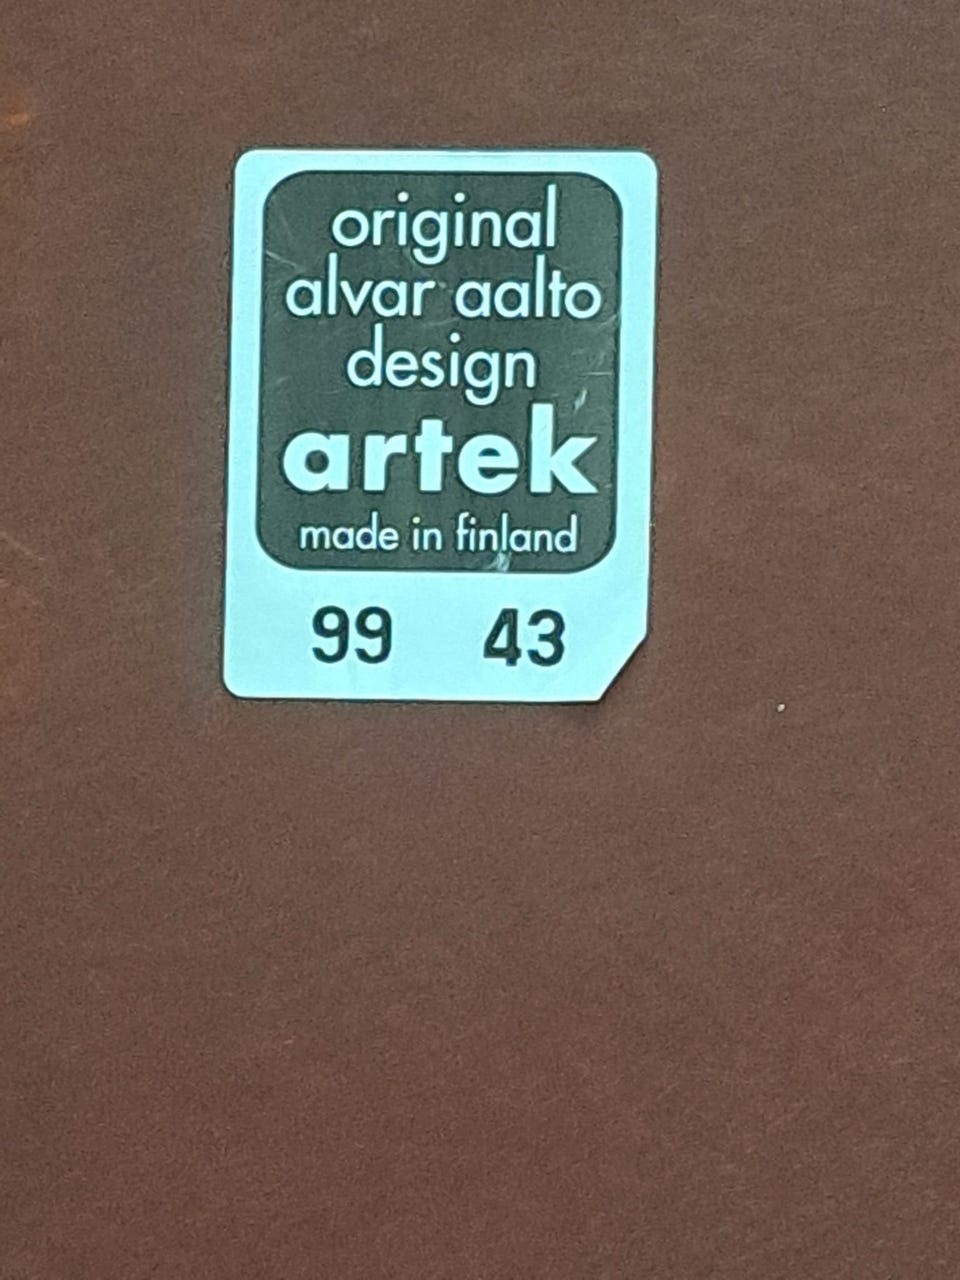 original
alvar aalto
design
artek
made in finland
99 43